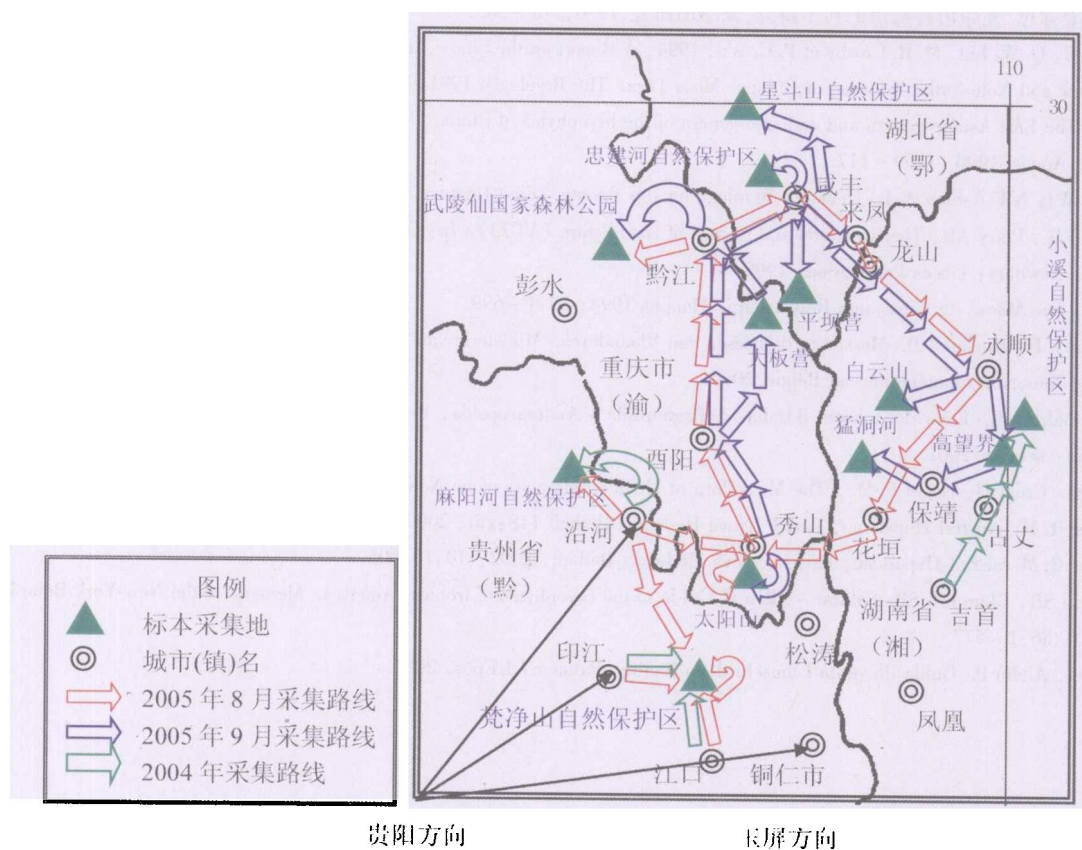 110
30
星斗山自然保护区
湖北省
(鄂)
忠建河自然保护区
咸丰
来凤
武陵仙国家森林公园
龙山
黔江
小溪自然保护区
彭水
平坝营
大板营
永顺
白云山
重庆市
(渝)
猛洞河
高望界
酉阳
麻阳河自然保护区
保靖
古丈
沿河
秀山
花垣
贵州省
(黔)
太阳山
湖南省
(湘)
吉首
松涛
印江
梵净山自然保护区
凤凰
江口
铜仁市
图例
标本采集地
城市(镇)名
2005年8月采集路线
2005年9月采集路线
2004年采集路线
贵阳方向
玉屏方向